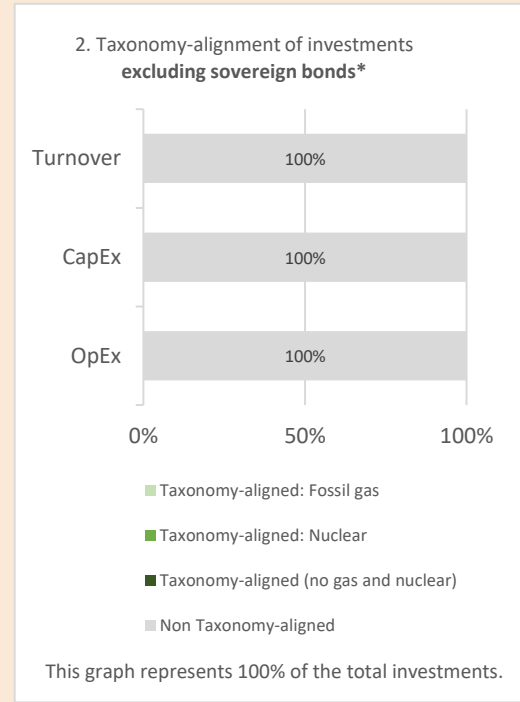 2. Taxonomy-alignment of investments
excluding sovereign bonds*
Turnover
100%
CapEx
100%
OpEx
100%
0%
50%
100%
Taxonomy-aligned: Fossil gas
Taxonomy-aligned: Nuclear
Taxonomy-aligned (no gas and nuclear)
Non Taxonomy-aligned
This graph represents 100% of the total investments.